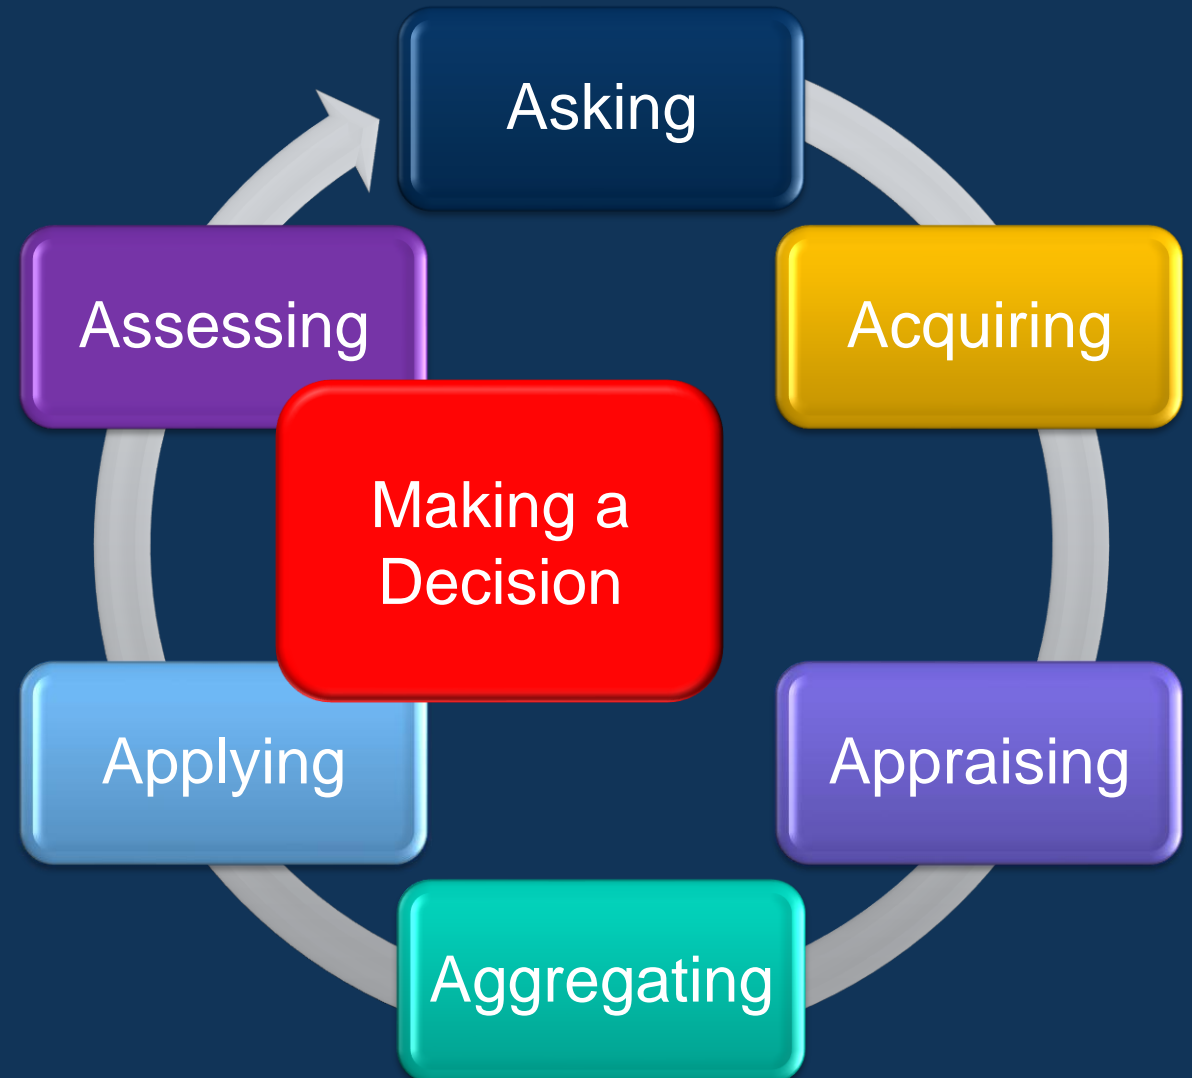 Asking
Acquiring
Appraising
Aggregating
Applying
Assessing
Making a
Decision